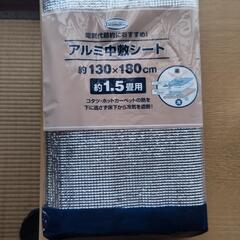 電気代節約におすすめ!
アルミ中敷シート
約130×180cm
約1.5畳用
コタツ・ホットカーペットの熱を
下に逃さず床下から冷気を遮断!